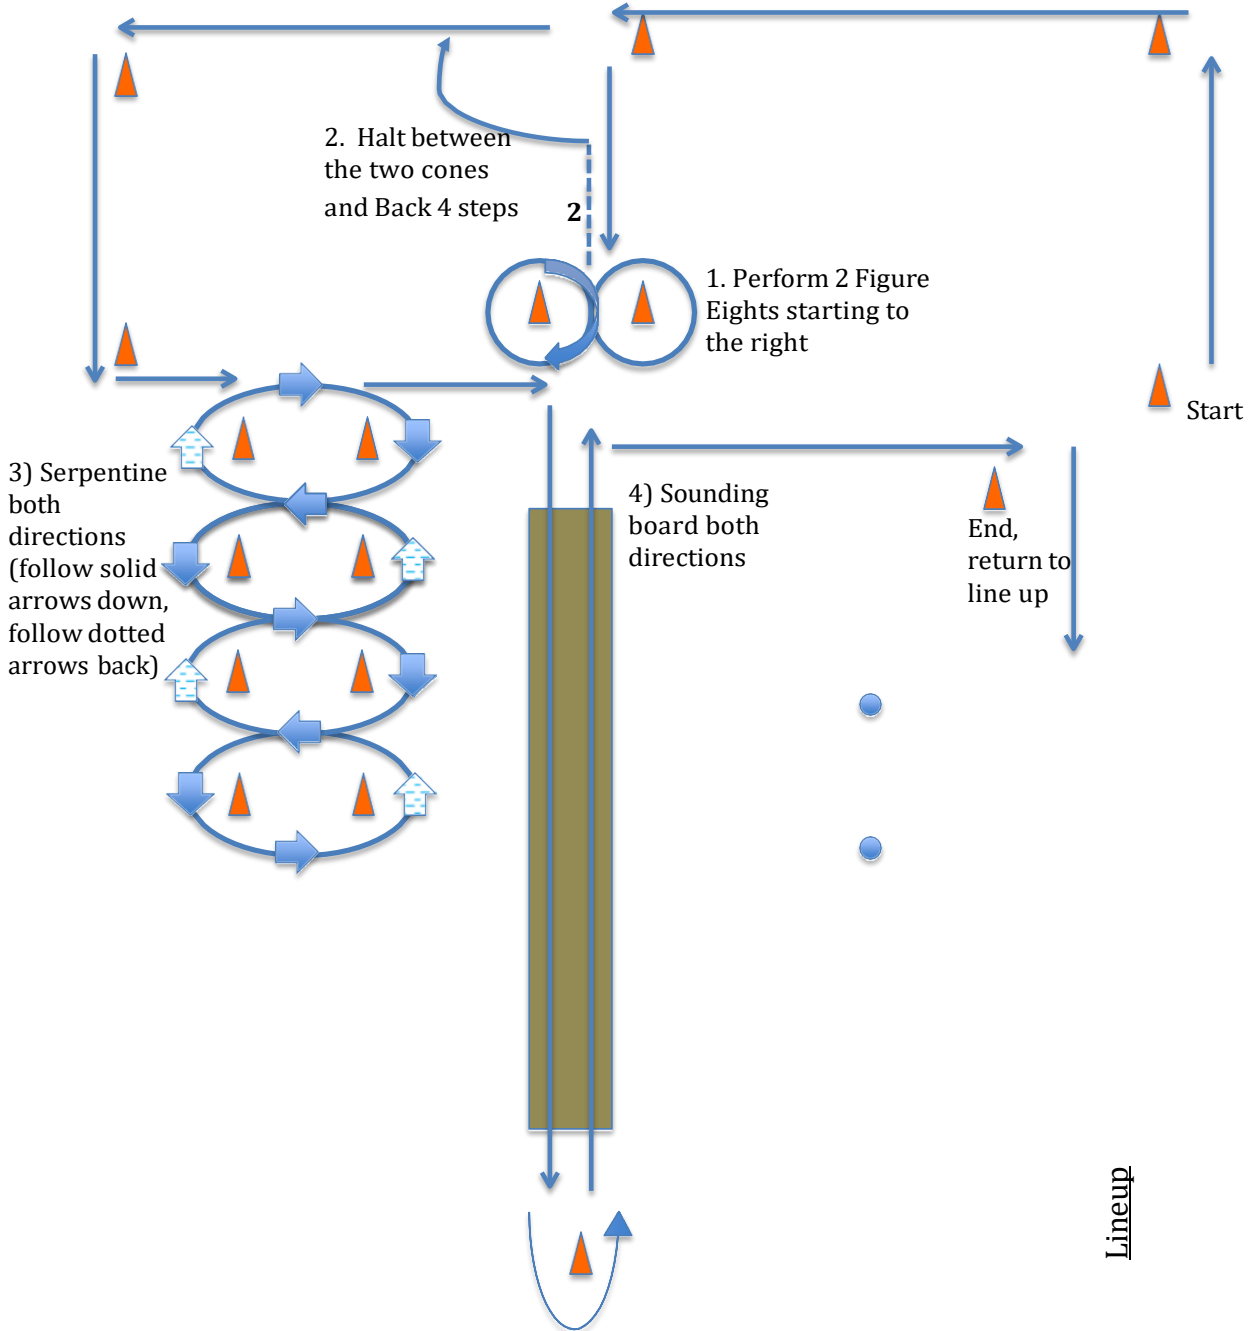 2.  Halt between
the two cones
and Back 4 steps
2
1. Perform 2 Figure
Eights starting to
the right
Start
3) Serpentine
both
directions
(follow solid
arrows down,
follow dotted
arrows back)
4) Sounding
board both
directions
End,
return to
line up
Lineup